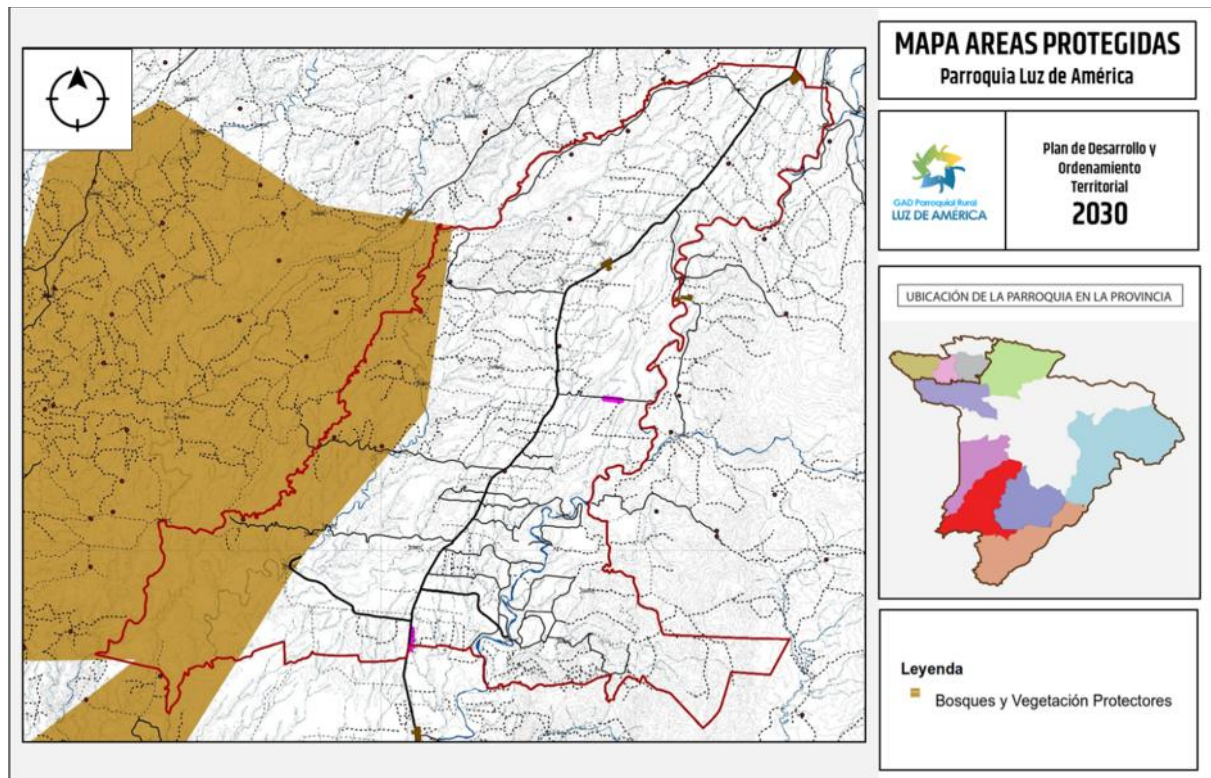 MAPA AREAS PROTEGIDAS
Parroquia Luz de América
GAD Parroquial Rural
LUZ DE AMÉRICA
Plan de Desarrollo y
Ordenamiento
Territorial
2030
UBICACIÓN DE LA PARROQUIA EN LA PROVINCIA
Leyenda
Bosques y Vegetación Protectores